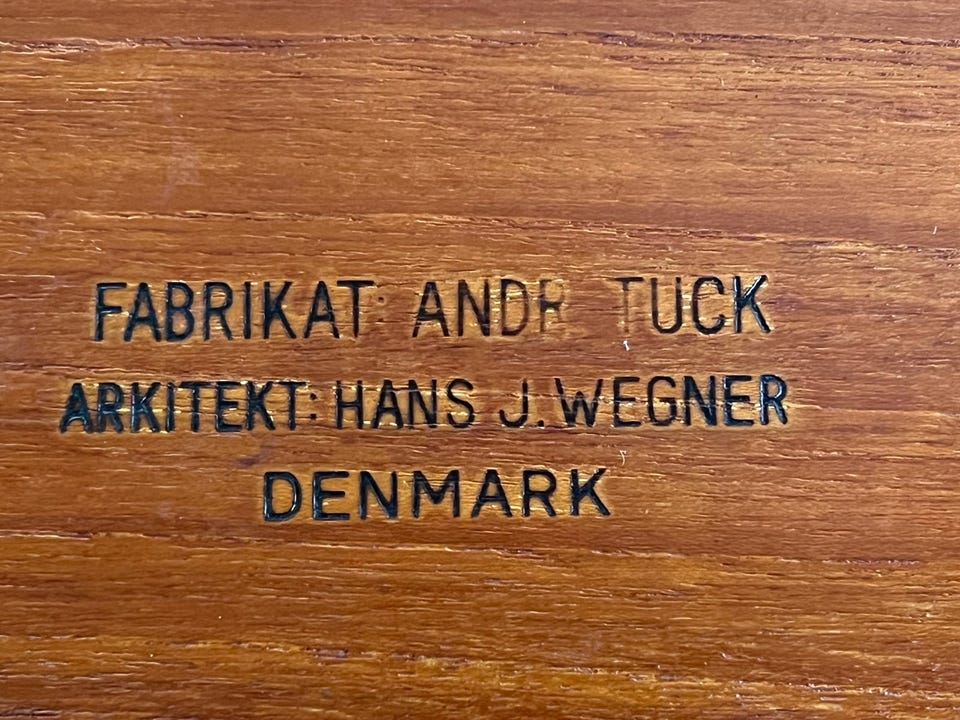 FABRIKAT: ANDR TUCK
ARKITEKT: HANS J. WEGNER
DENMARK